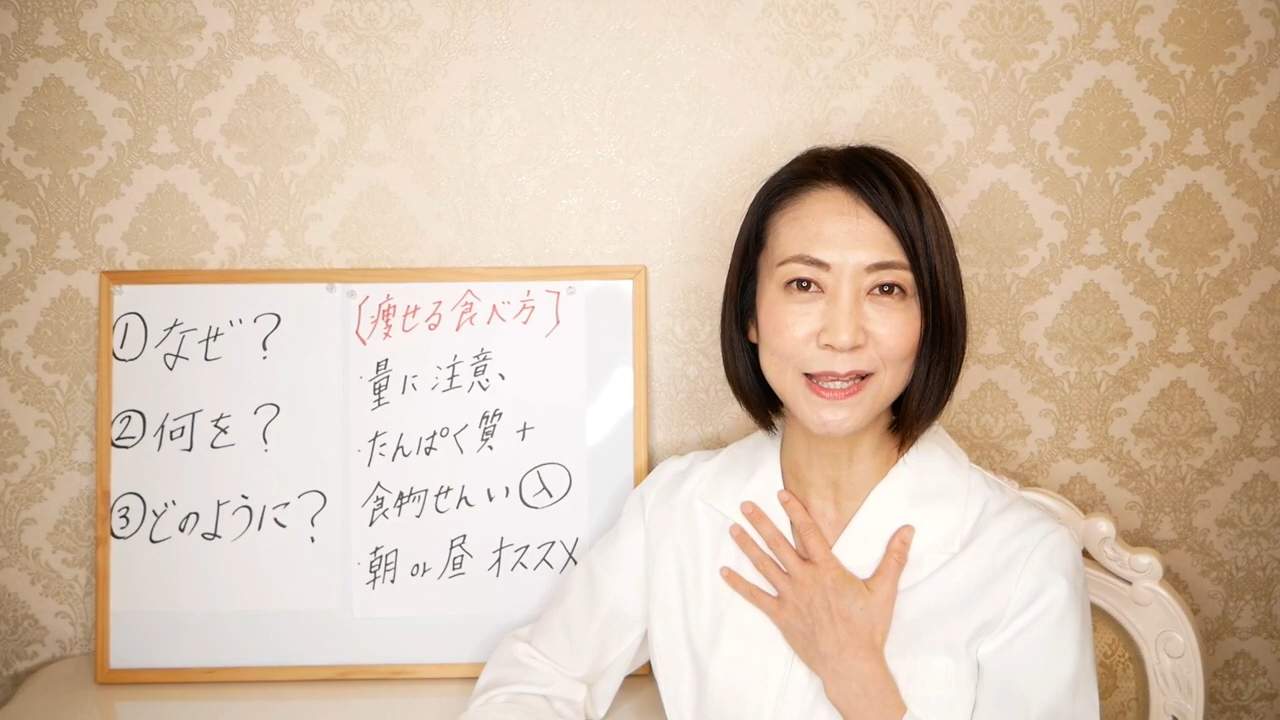 ① なぜ？
② 何を？
③ どのように？
[痩せる食べ方]
・量に注意、
・たんぱく質＋
食物せんい㊅
・朝 or 昼 オススメ